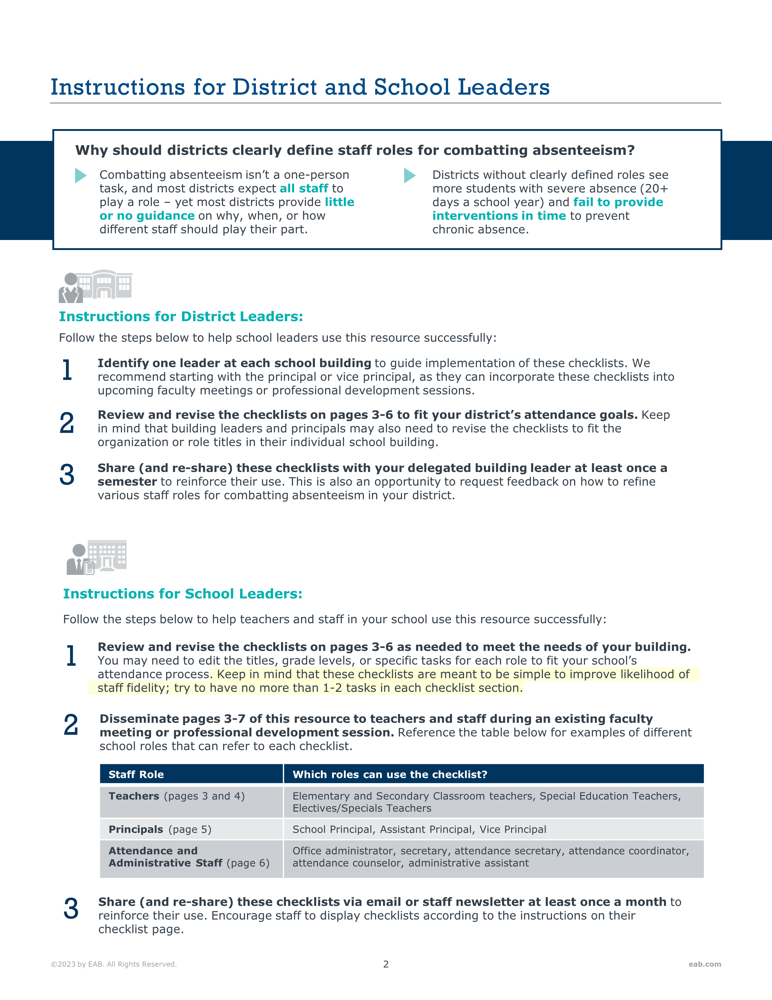 Instructions for District and School Leaders
Why should districts clearly define staff roles for combatting absenteeism?
Combatting absenteeism isn’t a one-person
task, and most districts expect all staff to
play a role – yet most districts provide little
or no guidance on why, when, or how
different staff should play their part.
Districts without clearly defined roles see
more students with severe absence (20+
days a school year) and fail to provide
interventions in time to prevent
chronic absence.
Instructions for District Leaders:
Follow the steps below to help school leaders use this resource successfully:
1
Identify one leader at each school building to guide implementation of these checklists. We
recommend starting with the principal or vice principal, as they can incorporate these checklists into
upcoming faculty meetings or professional development sessions.
2
Review and revise the checklists on pages 3-6 to fit your district’s attendance goals. Keep
in mind that building leaders and principals may also need to revise the checklists to fit the
organization or role titles in their individual school building.
3
Share (and re-share) these checklists with your delegated building leader at least once a
semester to reinforce their use. This is also an opportunity to request feedback on how to refine
various staff roles for combatting absenteeism in your district.
Instructions for School Leaders:
Follow the steps below to help teachers and staff in your school use this resource successfully:
1
Review and revise the checklists on pages 3-6 as needed to meet the needs of your building.
You may need to edit the titles, grade levels, or specific tasks for each role to fit your school’s
attendance process. Keep in mind that these checklists are meant to be simple to improve likelihood of
staff fidelity; try to have no more than 1-2 tasks in each checklist section.
2
Disseminate pages 3-7 of this resource to teachers and staff during an existing faculty
meeting or professional development session. Reference the table below for examples of different
school roles that can refer to each checklist.
Staff Role
Which roles can use the checklist?
Teachers (pages 3 and 4)
Elementary and Secondary Classroom teachers, Special Education Teachers,
Electives/Specials Teachers
Principals (page 5)
School Principal, Assistant Principal, Vice Principal
Attendance and
Administrative Staff (page 6)
Office administrator, secretary, attendance secretary, attendance coordinator,
attendance counselor, administrative assistant
3
Share (and re-share) these checklists via email or staff newsletter at least once a month to
reinforce their use. Encourage staff to display checklists according to the instructions on their
checklist page.
©2023 by EAB. All Rights Reserved.
2
eab.com